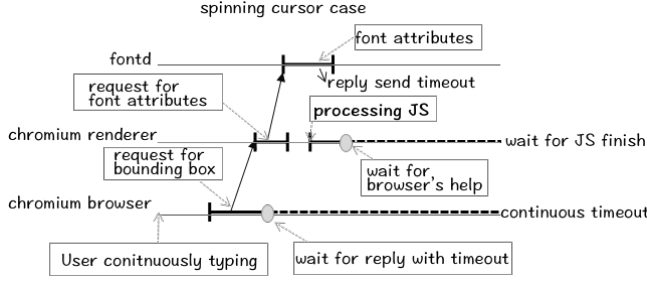 spinning cursor case
font attributes
fontd
reply send timeout
request for
font attributes
processing JS
chromium renderer
wait for JS finish
request for
bounding box
wait for
browser's help
chromium browser
continuous timeout
User conitnuously typing
wait for reply with timeout